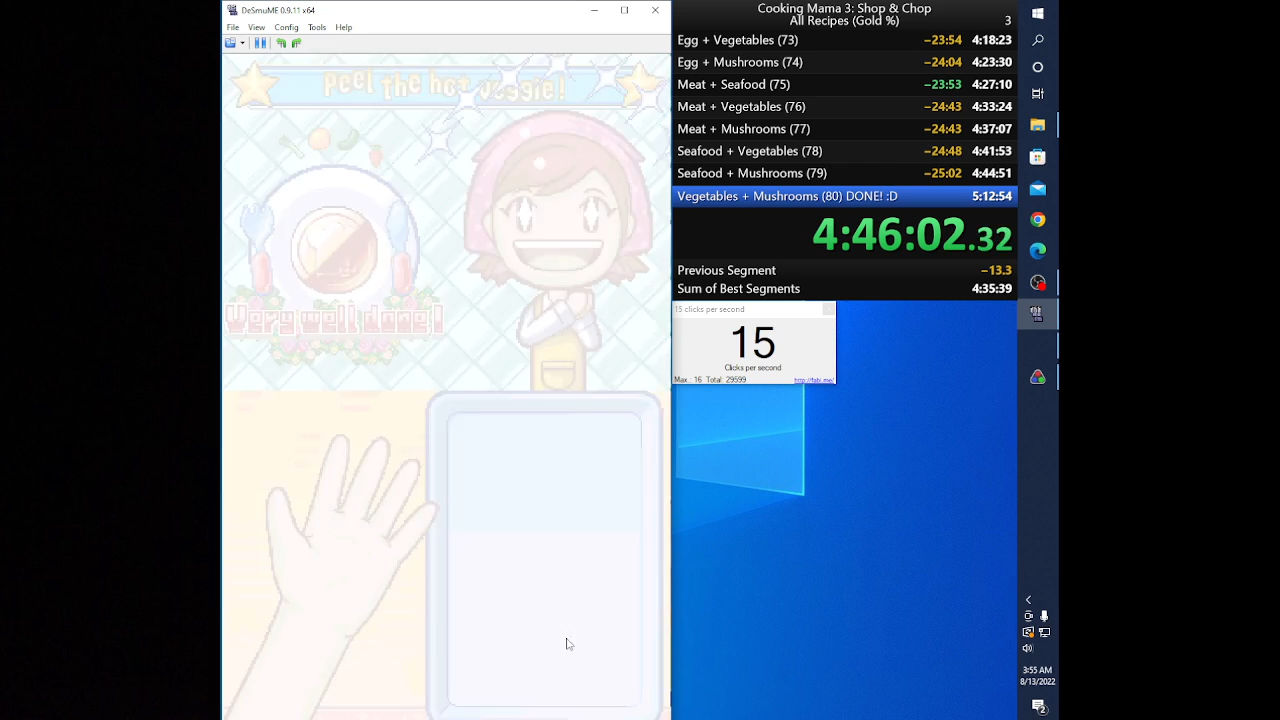 DeSmuME 0.9.11 x64
File View Config Tools Help
Peel the hot veggie!
Very well done!
Cooking Mama 3: Shop & Chop
All Recipes (Gold %) 3
Egg + Vegetables (73) −23:54 4:18:23
Egg + Mushrooms (74) −24:04 4:23:30
Meat + Seafood (75) −23:53 4:27:10
Meat + Vegetables (76) −24:43 4:33:24
Meat + Mushrooms (77) −24:43 4:37:07
Seafood + Vegetables (78) −24:48 4:41:53
Seafood + Mushrooms (79) −25:02 4:44:51
Vegetables + Mushrooms (80) DONE! :D 5:12:54
4:46:02.32
Previous Segment −13.3
Sum of Best Segments 4:35:39
15 clicks per second
15
Clicks per second
Max.: 16 Total: 29599 http://fabi.me/
3:55 AM
8/13/2022
2